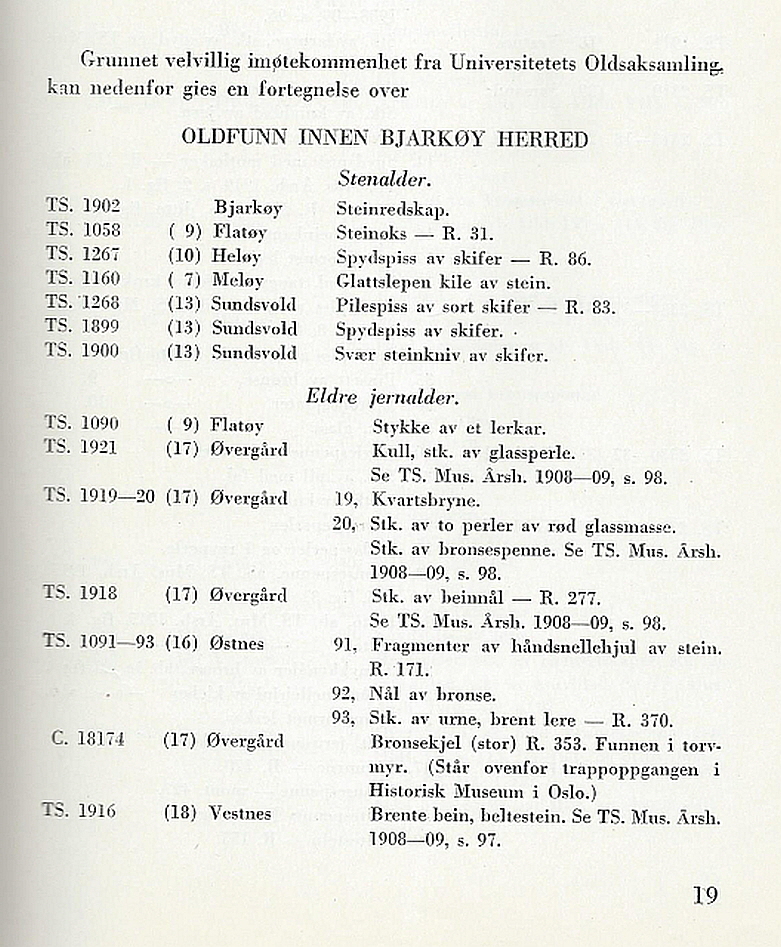 Grunnet velvillig imøtekommenhet fra Universitetets Oldsaksamling,
kan nedenfor gies en fortegnelse over
OLDFUNN INNEN BJARKØY HERRED
Stenalder.
TS. 1902 Bjarkøy Steinredskap.
TS. 1058 ( 9) Flatøy Steinøks — R. 31.
TS. 1267 (10) Heløy Spydspiss av skifer — R. 86.
TS. 1160 ( 7) Meløy Glattslepen kile av stein.
TS. 1268 (13) Sundsvold Pilespiss av sort skifer — R. 83.
TS. 1899 (13) Sundsvold Spydspiss av skifer.
TS. 1900 (13) Sundsvold Svær steinkniv av skifer.
Eldre jernalder.
TS. 1090 ( 9) Flatøy Stykke av et lerkar.
TS. 1921 (17) Øvergård Kull, stk. av glassperle.
Se TS. Mus. Årsh. 1908—09, s. 98.
TS. 1919—20 (17) Øvergård 19, Kvartsbryne.
20, Stk. av to perler av rød glassmasse.
Stk. av bronsespenne. Se TS. Mus. Årsh.
1908—09, s. 98.
TS. 1918 (17) Øvergård Stk. av beinnål — R. 277.
Se TS. Mus. Årsh. 1908—09, s. 98.
TS. 1091—93 (16) Østnes 91, Fragmenter av håndsnellehjul av stein.
R. 171.
92, Nål av bronse.
93, Stk. av urne, brent lere — R. 370.
C. 18174 (17) Øvergård Bronsekjel (stor) R. 353. Funnen i torv-
myr. (Står ovenfor trappoppgangen i
Historisk Museum i Oslo.)
TS. 1916 (18) Vestnes Brente bein, beltestein. Se TS. Mus. Årsh.
1908—09, s. 97.
19